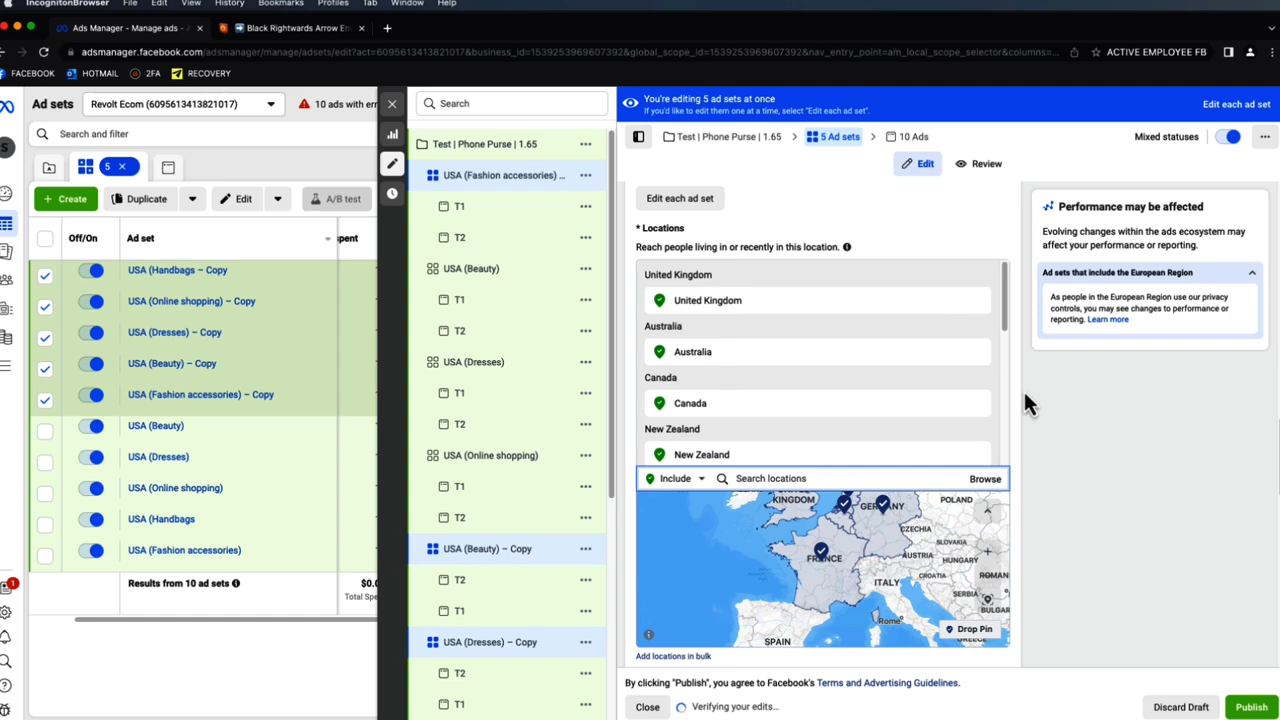 IncognitonBrowser File Edit View History Bookmarks Profiles Tab Window Help
Ads Manager - Manage ads -
Black Rightwards Arrow Em
adsmanager.facebook.com/adsmanager/manage/adsets/edit?act=6095613413821017&business_id=1539253969607392&global_scope_id=1539253969607392&nav_entry_point=am_local_scope_selector&columns=...
ACTIVE EMPLOYEE FB
FACEBOOK HOTMAIL 2FA RECOVERY
Ad sets
Revolt Ecom (6095613413821017)
10 ads with err
Search and filter
5
+ Create
Duplicate
Edit
A/B test
Off/On
Ad set
spent
USA (Handbags – Copy
USA (Online shopping) – Copy
USA (Dresses) – Copy
USA (Beauty) – Copy
USA (Fashion accessories) – Copy
USA (Beauty)
USA (Dresses)
USA (Online shopping)
USA (Handbags
USA (Fashion accessories)
Results from 10 ad sets
$0.0
Total Spe
S
1
Search
Test | Phone Purse | 1.65
USA (Fashion accessories) ...
T1
T2
USA (Beauty)
T1
T2
USA (Dresses)
T1
T2
USA (Online shopping)
T1
T2
USA (Beauty) – Copy
T2
T1
USA (Dresses) – Copy
T2
T1
You're editing 5 ad sets at once
If you'd like to edit them one at a time, select "Edit each ad set".
Edit each ad set
Test | Phone Purse | 1.65
5 Ad sets
10 Ads
Mixed statuses
Edit
Review
Edit each ad set
* Locations
Reach people living in or recently in this location.
United Kingdom
United Kingdom
Australia
Australia
Canada
Canada
New Zealand
New Zealand
Include
Search locations
Browse
KINGDOM
GERMANY
POLAND
CZECHIA
SLOVAKIA
FRANCE
AUSTRIA
HUNGARY
ITALY
CROATIA
ROMAN
SERBIA
BULGAR
Rome
SPAIN
GREECE
Drop Pin
Add locations in bulk
Performance may be affected
Evolving changes within the ads ecosystem may
affect your performance or reporting.
Ad sets that include the European Region
As people in the European Region use our privacy
controls, you may see changes to performance or
reporting. Learn more
By clicking "Publish", you agree to Facebook's Terms and Advertising Guidelines.
Close
Verifying your edits...
Discard Draft
Publish